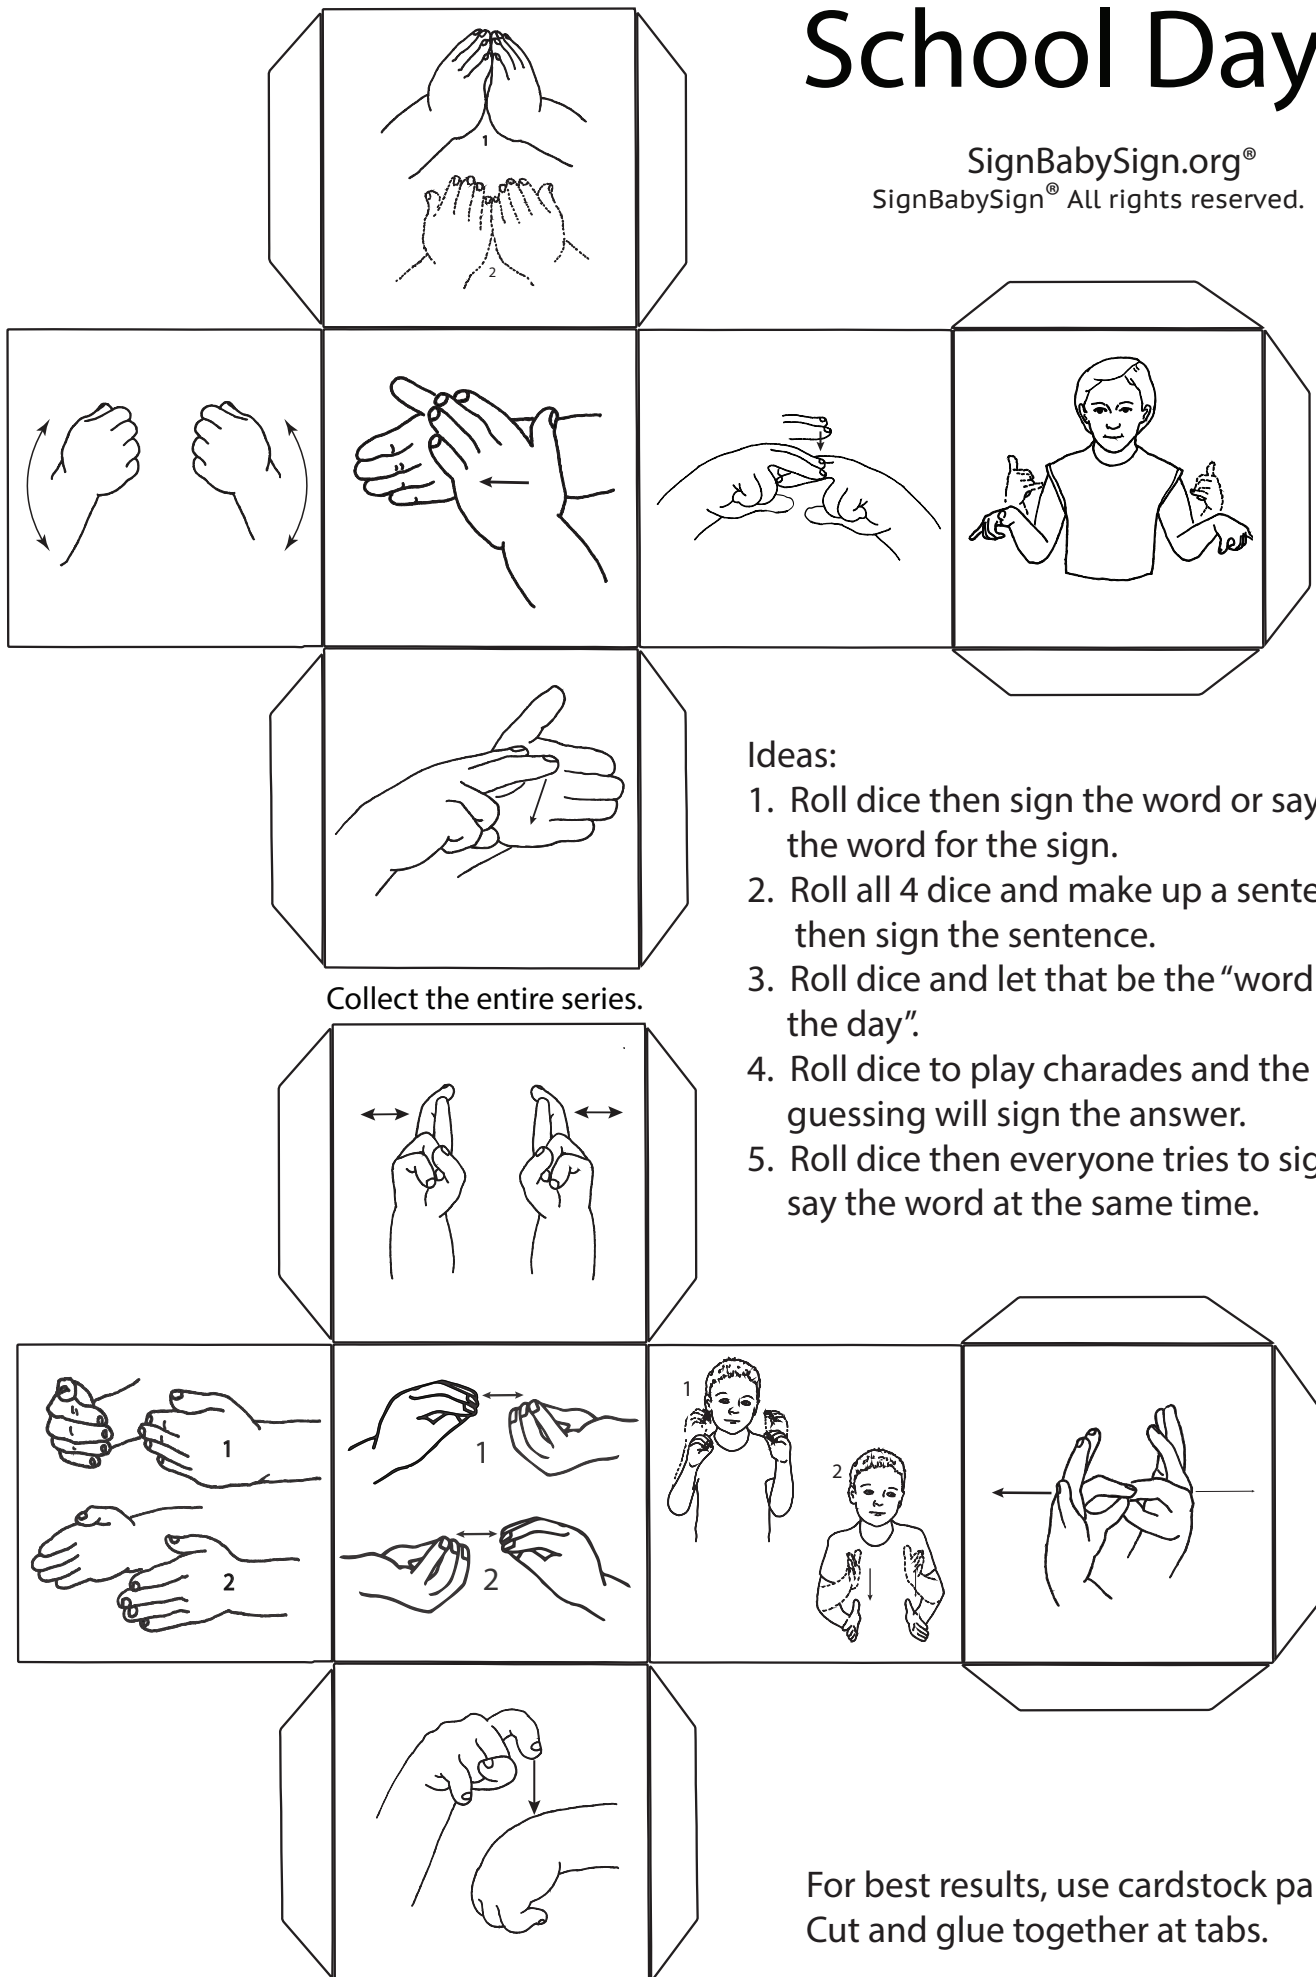 School Day
SignBabySign.org®
SignBabySign® All rights reserved.
1
2
Ideas:
1. Roll dice then sign the word or say
the word for the sign.
2. Roll all 4 dice and make up a sente
then sign the sentence.
3. Roll dice and let that be the “word
the day”.
4. Roll dice to play charades and the
guessing will sign the answer.
5. Roll dice then everyone tries to sig
say the word at the same time.
Collect the entire series.
1
2
1
2
1
2
For best results, use cardstock pa
Cut and glue together at tabs.